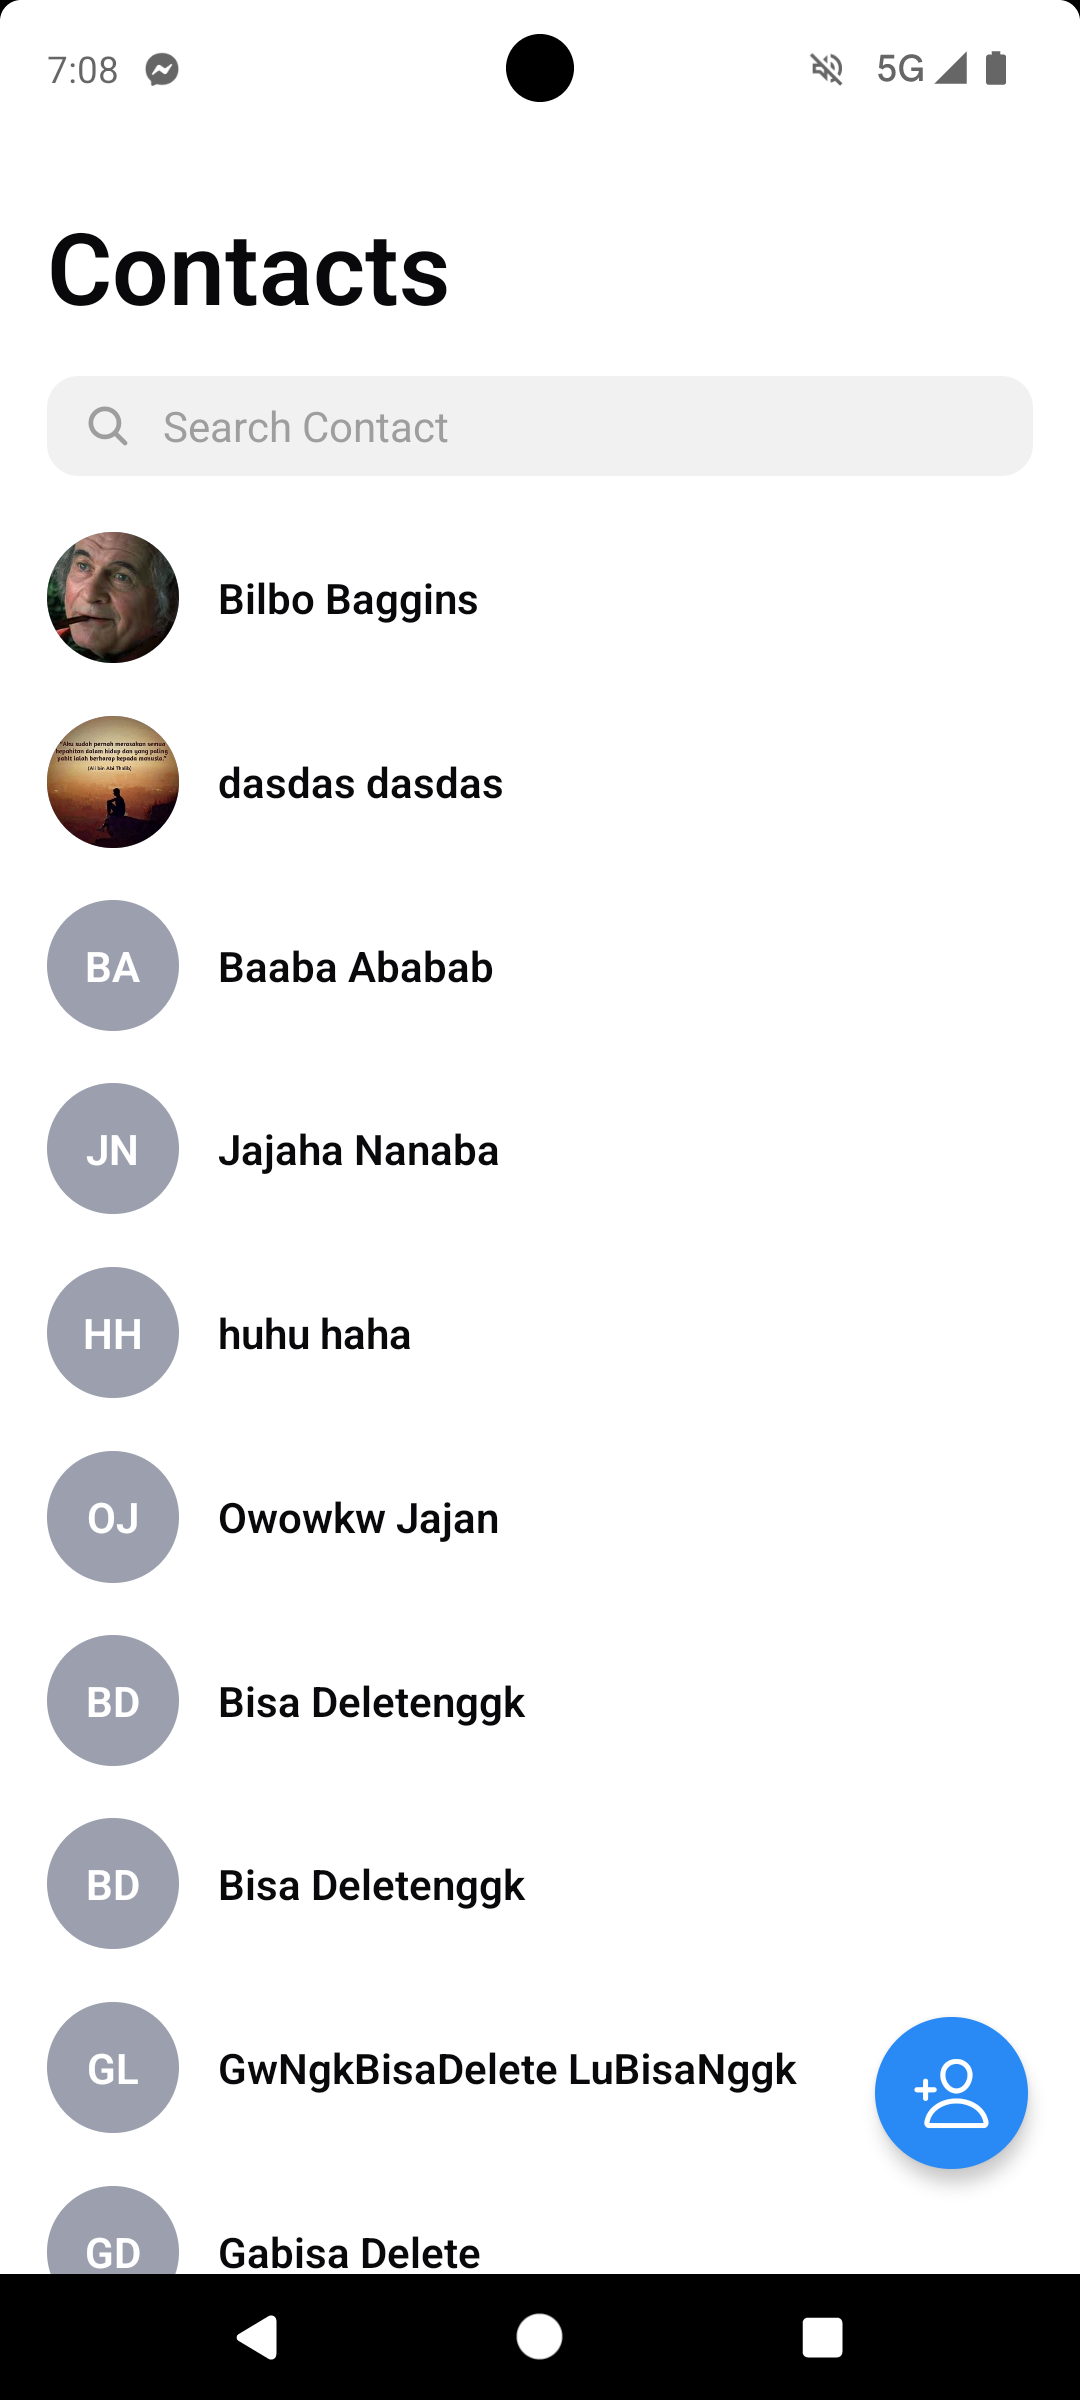 7:08
5G
Contacts
Search Contact
Bilbo Baggins
"Aku sudah pernah merasakan semua
kepahitan dalam hidup dan yang paling
pahit ialah berharap kepada manusia."
(Ali bin Abi Thalib)
dasdas dasdas
BA
Baaba Ababab
JN
Jajaha Nanaba
HH
huhu haha
OJ
Owowkw Jajan
BD
Bisa Deletenggk
BD
Bisa Deletenggk
GL
GwNgkBisaDelete LuBisaNggk
GD
Gabisa Delete